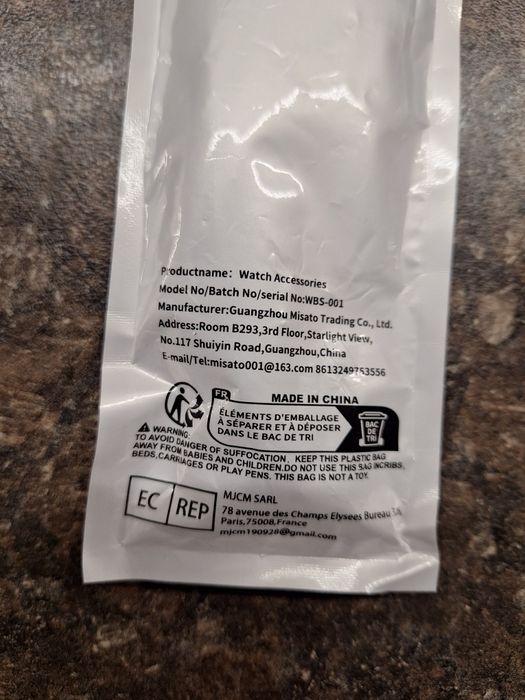 Productname: Watch Accessories
Model No/Batch No/serial No:WBS-001
Manufacturer:Guangzhou Misato Trading Co., Ltd.
Address:Room B293,3rd Floor,Starlight View,
No.117 Shuiyin Road,Guangzhou,China
E-mail/Tel:misato001@163.com 8613249763556
FR
MADE IN CHINA
ÉLÉMENTS D'EMBALLAGE
À SÉPARER ET À DÉPOSER
DANS LE BAC DE TRI
BAC
DE
TRI
WARNING:
TO AVOID DANGER OF SUFFOCATION, KEEP THIS PLASTIC BAG
AWAY FROM BABIES AND CHILDREN.DO NOT USE THIS BAG INCRIBS,
BEDS,CARRIAGES OR PLAY PENS. THIS BAG IS NOT A TOY.
EC REP
MJCM SARL
78 avenue des Champs Elysees Bureau
Paris,75008,France
mjcm190928@gmail.com